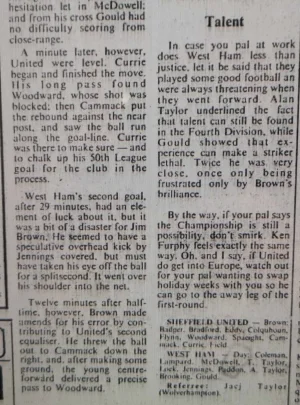 hesitation let in McDowell;
and from his cross Gould had
no difficulty scoring from
close-range.
A minute later, however,
United were level. Currie
began and finished the move.
His long pass found
Woodward, whose shot was
blocked; then Cammack put
the rebound against the near
post, and saw the ball run
along the goal-line. Currie
was there to make sure — and
to chalk up his 50th League
goal for the club in the
process.
West Ham's second goal,
after 29 minutes, had an ele-
ment of luck about it, but it
was a bit of a disaster for Jim
Brown. He seemed to have a
speculative overhead kick by
Jennings covered, but must
have taken his eye off the ball
for a splitsecond. It went over
his shoulder into the net.
Twelve minutes after half-
time, however, Brown made
amends for his error by con-
tributing to United's second
equaliser. He threw the ball
out to Cammack down the
right, and, after making some
ground, the young centre-
forward delivered a precise
pass to Woodward.
Talent
In case you pal at work
does West Ham less than
justice, let it be said that they
played some good football an
were always threatening when
they went forward. Alan
Taylor underlined the fact
that talent can still be found
in the Fourth Division, while
Gould showed that ex-
perience can make a striker
lethal. Twice he was very
close, once only being
frustrated only by Brown's
brilliance.
By the way, if your pal says
the Championship is still a
possibility, don't smirk. Ken
Furphy feels exactly the same
way. Oh, and I say, if United
do get into Europe, watch out
for your pal wanting to swap
holiday weeks with you so he
can go to the away leg of the
first-round.
SHEFFIELD UNITED — Brown;
Badger, Bradford, Eddy, Colquhoun,
Flynn, Woodward, Speight, Cam-
mack, Currie, Field.
WEST HAM — Day; Coleman,
Lampard, McDowell, T. Taylor,
Lock, Jennings, Paddon, A. Taylor,
Brooking, Gould.
Referee: Jacj Taylor
(Wolverhampton).